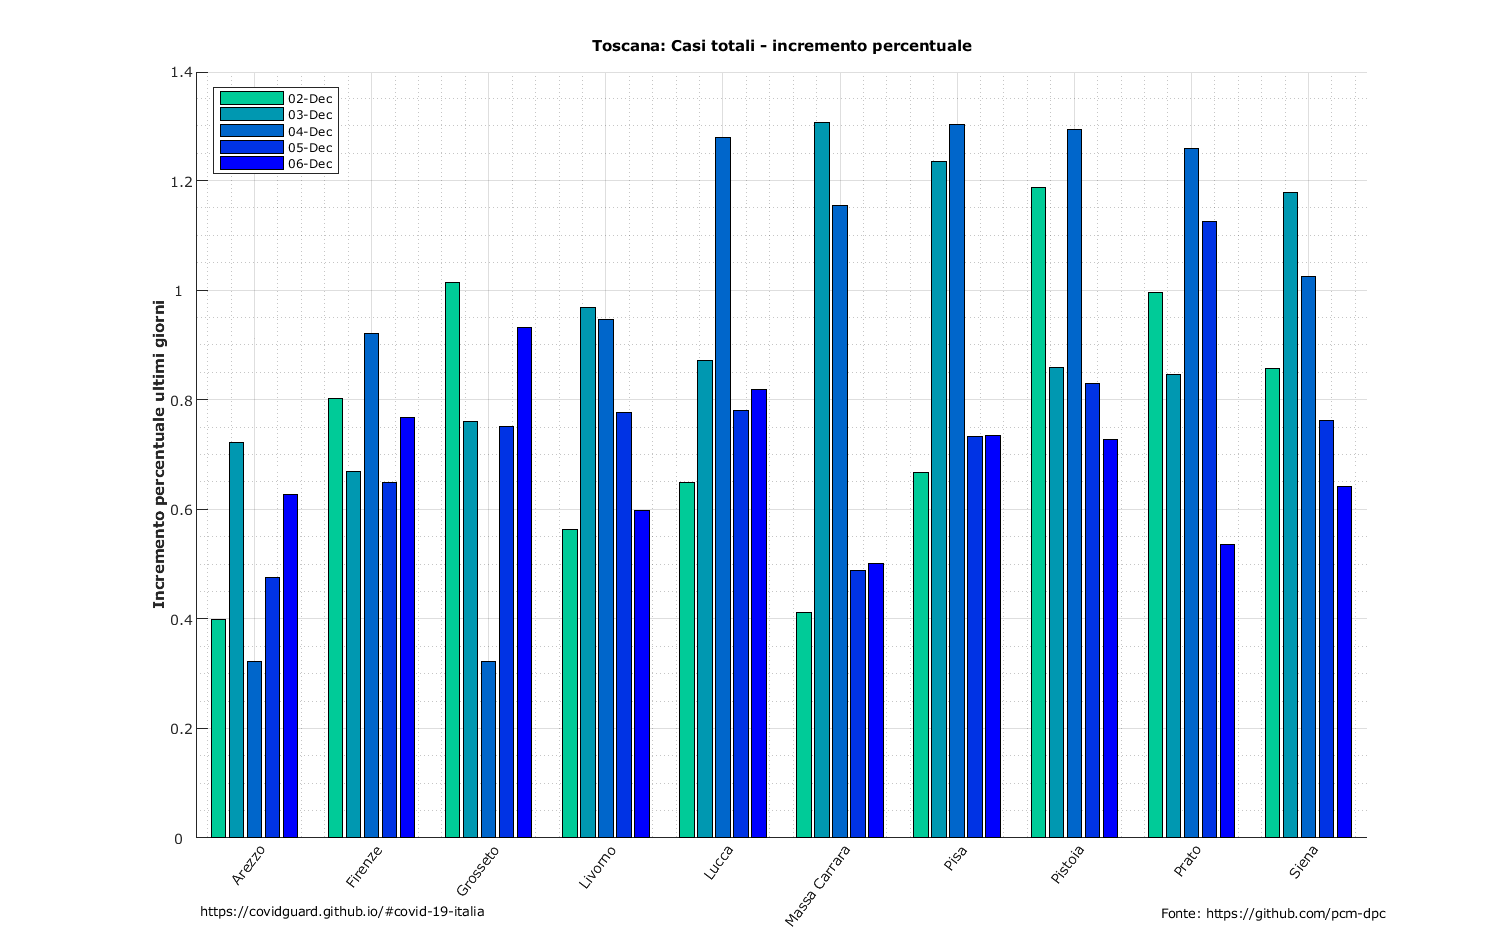 Toscana: Casi totali - incremento percentuale
1.4
1.2
1
0.8
0.6
0.4
0.2
0
Incremento percentuale ultimi giorni
02-Dec
03-Dec
04-Dec
05-Dec
06-Dec
Arezzo
Firenze
Grosseto
Livorno
Lucca
Massa Carrara
Pisa
Pistoia
Prato
Siena
https://covidguard.github.io/#covid-19-italia
Fonte: https://github.com/pcm-dpc